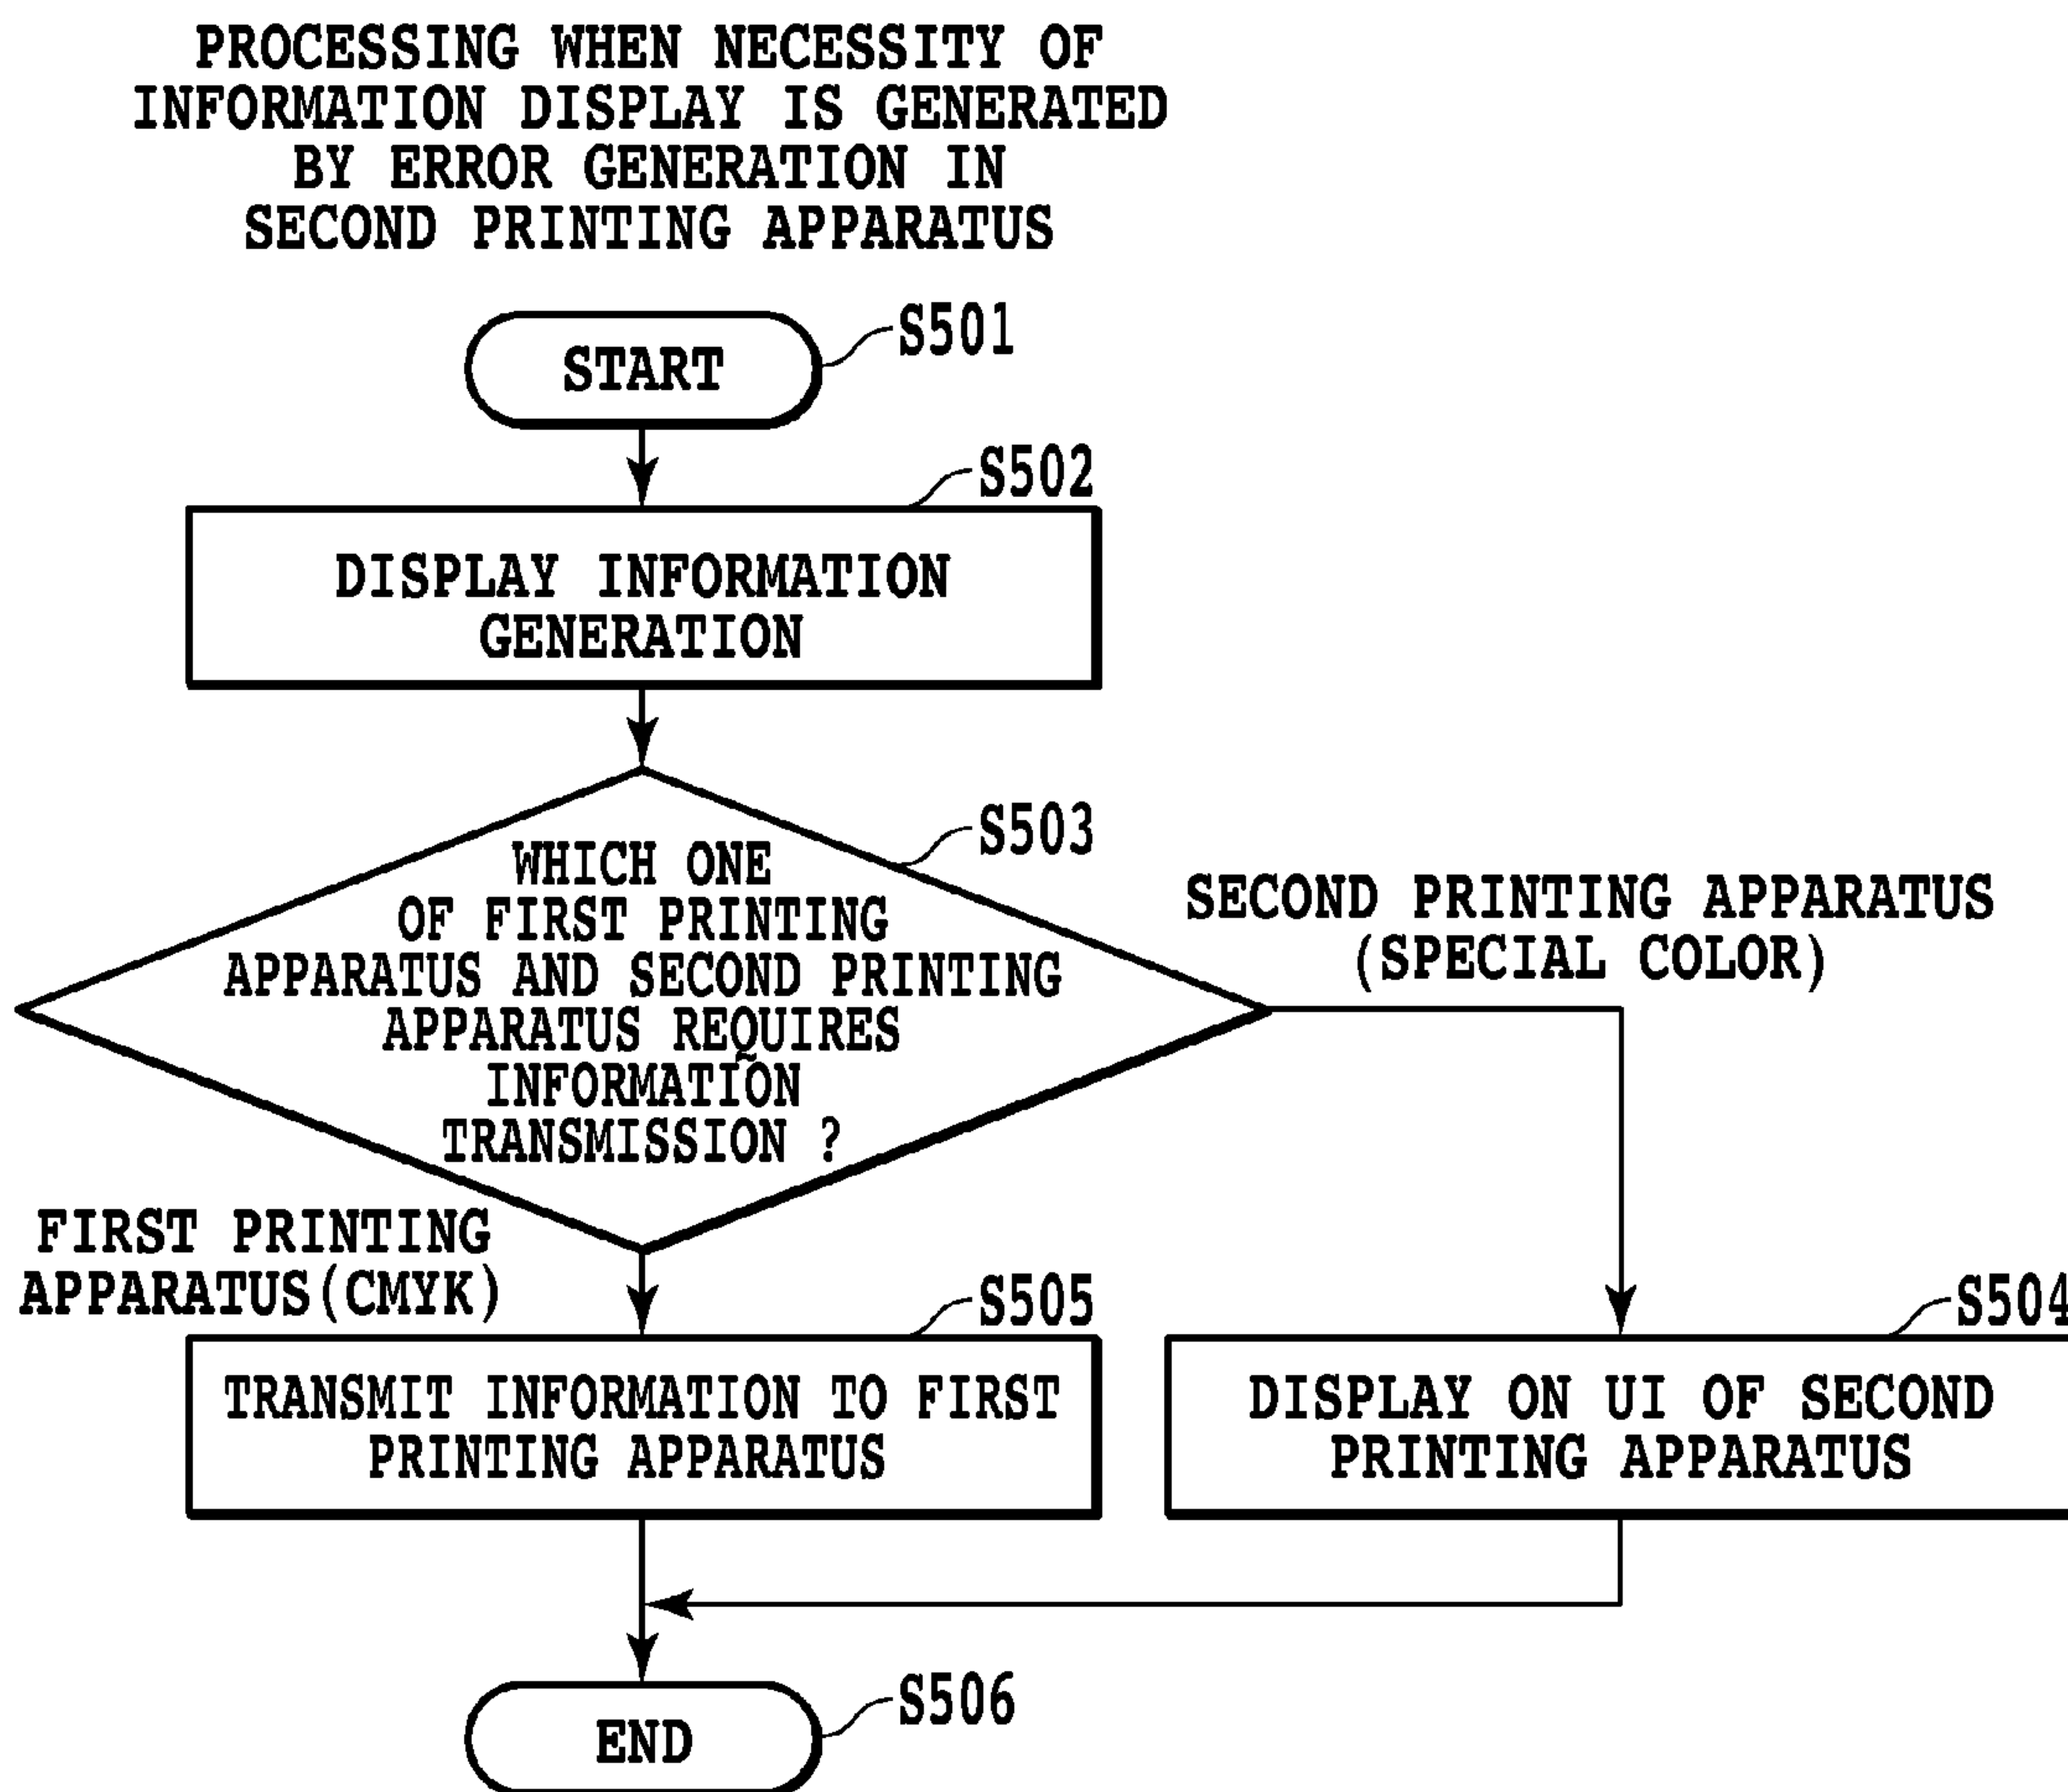 PROCESSING WHEN NECESSITY OF
INFORMATION DISPLAY IS GENERATED
BY ERROR GENERATION IN
SECOND PRINTING APPARATUS
S501
START
S502
DISPLAY INFORMATION
GENERATION
S503
WHICH ONE
OF FIRST PRINTING
APPARATUS AND SECOND PRINTING
APPARATUS REQUIRES
INFORMATION
TRANSMISSION ?
SECOND PRINTING APPARATUS
(SPECIAL COLOR)
FIRST PRINTING
APPARATUS(CMYK)
S505
TRANSMIT INFORMATION TO FIRST
PRINTING APPARATUS
S504
DISPLAY ON UI OF SECOND
PRINTING APPARATUS
S506
END